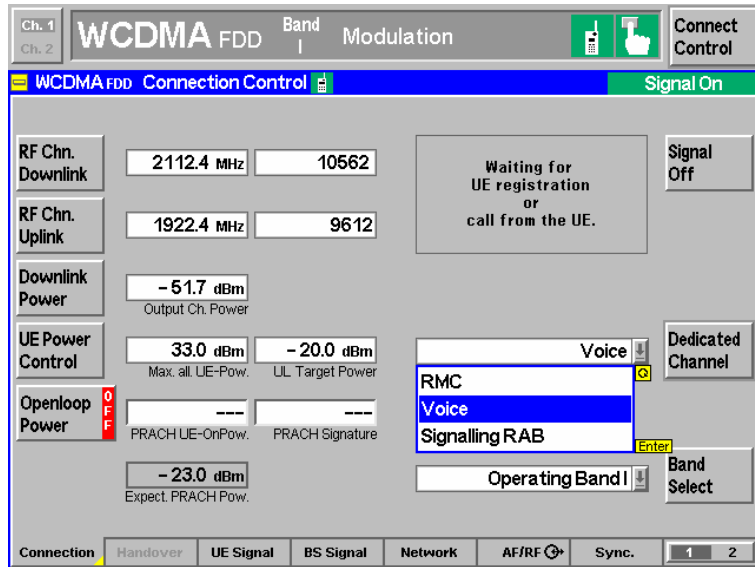 Ch. 1
Ch. 2
WCDMA FDD Band I Modulation
Connect
Control
WCDMA FDD Connection Control
Signal On
RF Chn.
Downlink
2112.4 MHz
10562
Waiting for
UE registration
or
call from the UE.
Signal
Off
RF Chn.
Uplink
1922.4 MHz
9612
Downlink
Power
– 51.7 dBm
Output Ch. Power
UE Power
Control
33.0 dBm
– 20.0 dBm
Max. all. UE-Pow.
UL Target Power
Voice
Dedicated
Channel
RMC
Voice
Signalling RAB
Enter
Openloop
Power
OFF
---
---
PRACH UE-OnPow.
PRACH Signature
– 23.0 dBm
Expect. PRACH Pow.
Operating Band I
Band
Select
Connection
Handover
UE Signal
BS Signal
Network
AF/RF
Sync.
1 2